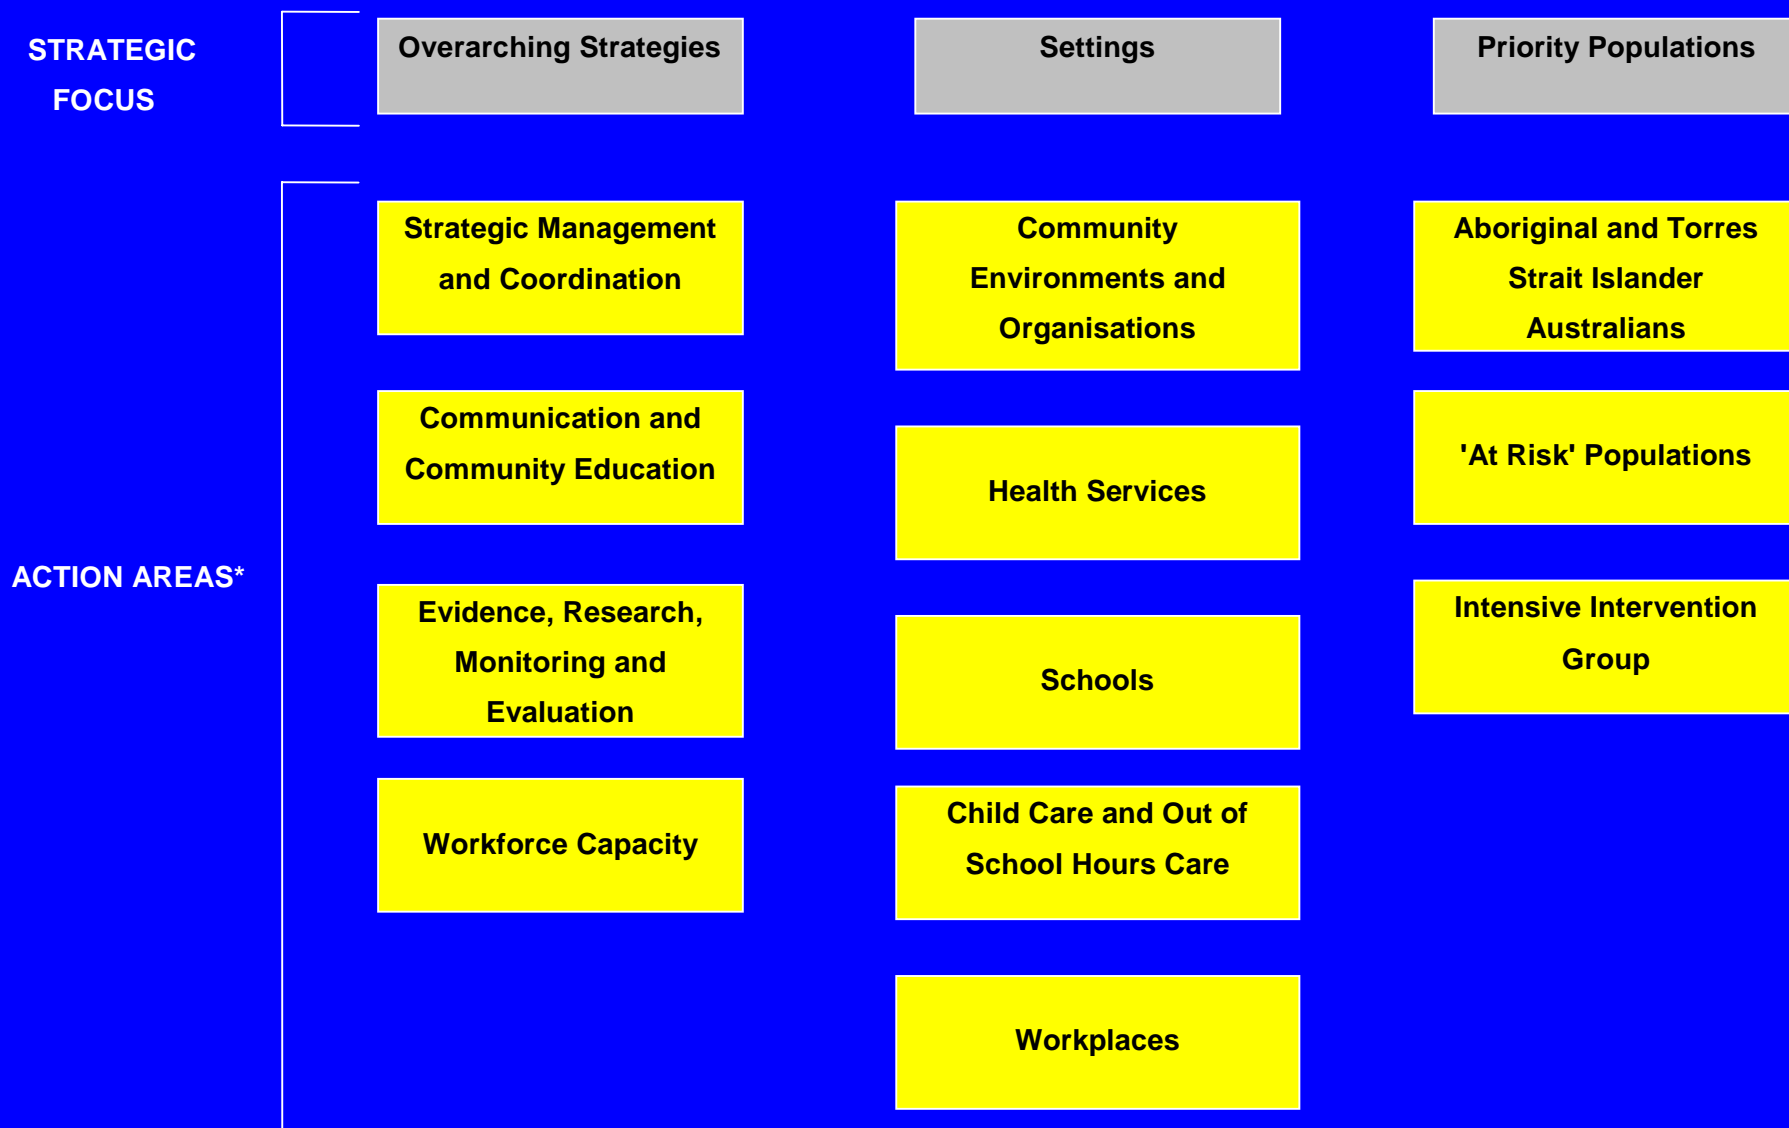 STRATEGIC
FOCUS
Overarching Strategies
Settings
Priority Populations
ACTION AREAS*
Strategic Management
and Coordination
Communication and
Community Education
Evidence, Research,
Monitoring and
Evaluation
Workforce Capacity
Community
Environments and
Organisations
Health Services
Schools
Child Care and Out of
School Hours Care
Workplaces
Aboriginal and Torres
Strait Islander
Australians
'At Risk' Populations
Intensive Intervention
Group